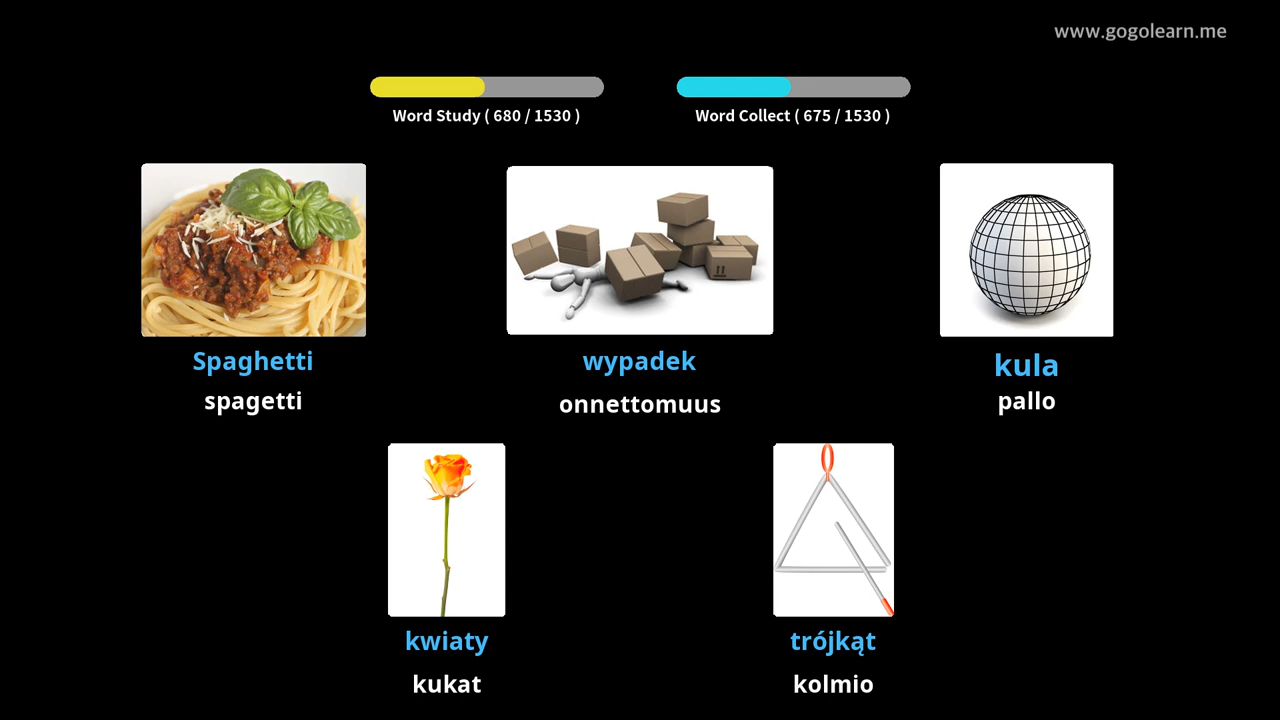 www.gogolearn.me
Word Study ( 680 / 1530 )
Word Collect ( 675 / 1530 )
Spaghetti
spagetti
wypadek
onnettomuus
kula
pallo
kwiaty
kukat
trójkąt
kolmio